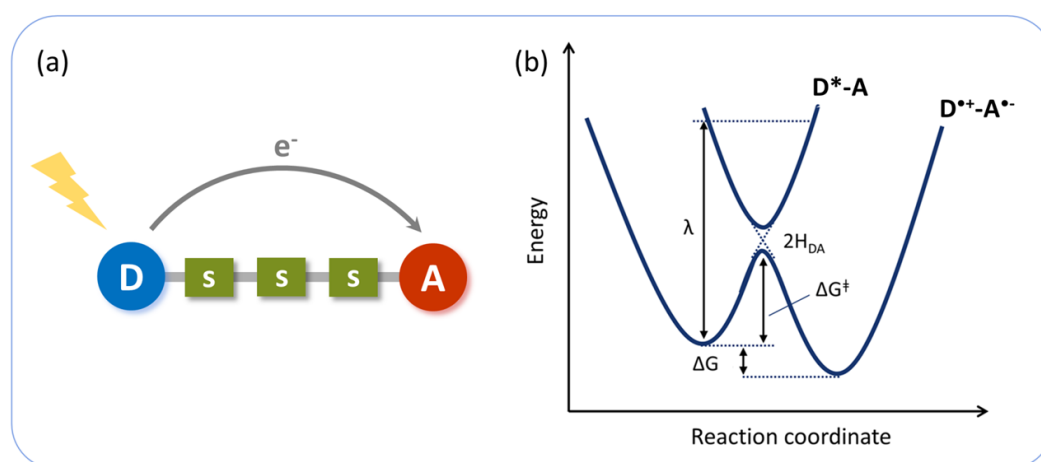 (a)
e⁻
D s s s A
(b)
D*-A
D•+-A•-
λ
2H_DA
ΔG‡
ΔG
Energy
Reaction coordinate